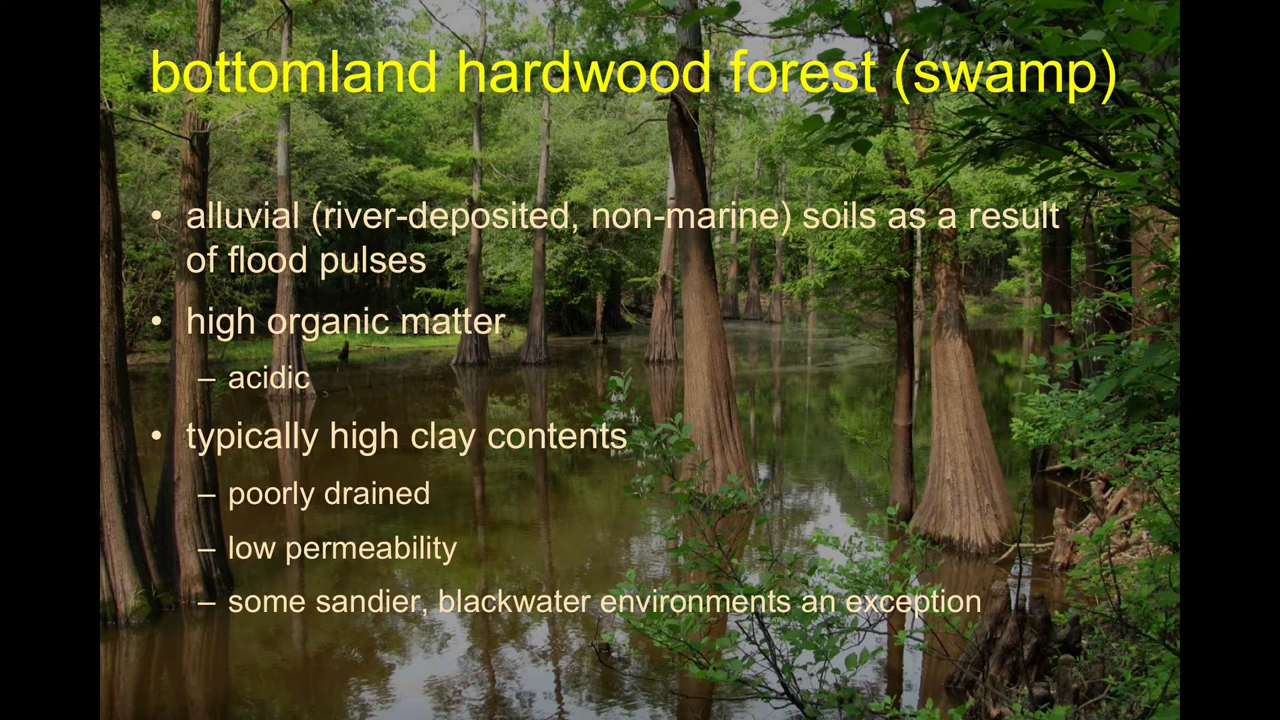 bottomland hardwood forest (swamp)
• alluvial (river-deposited, non-marine) soils as a result
of flood pulses
• high organic matter
– acidic
• typically high clay contents
– poorly drained
– low permeability
– some sandier, blackwater environments an exception